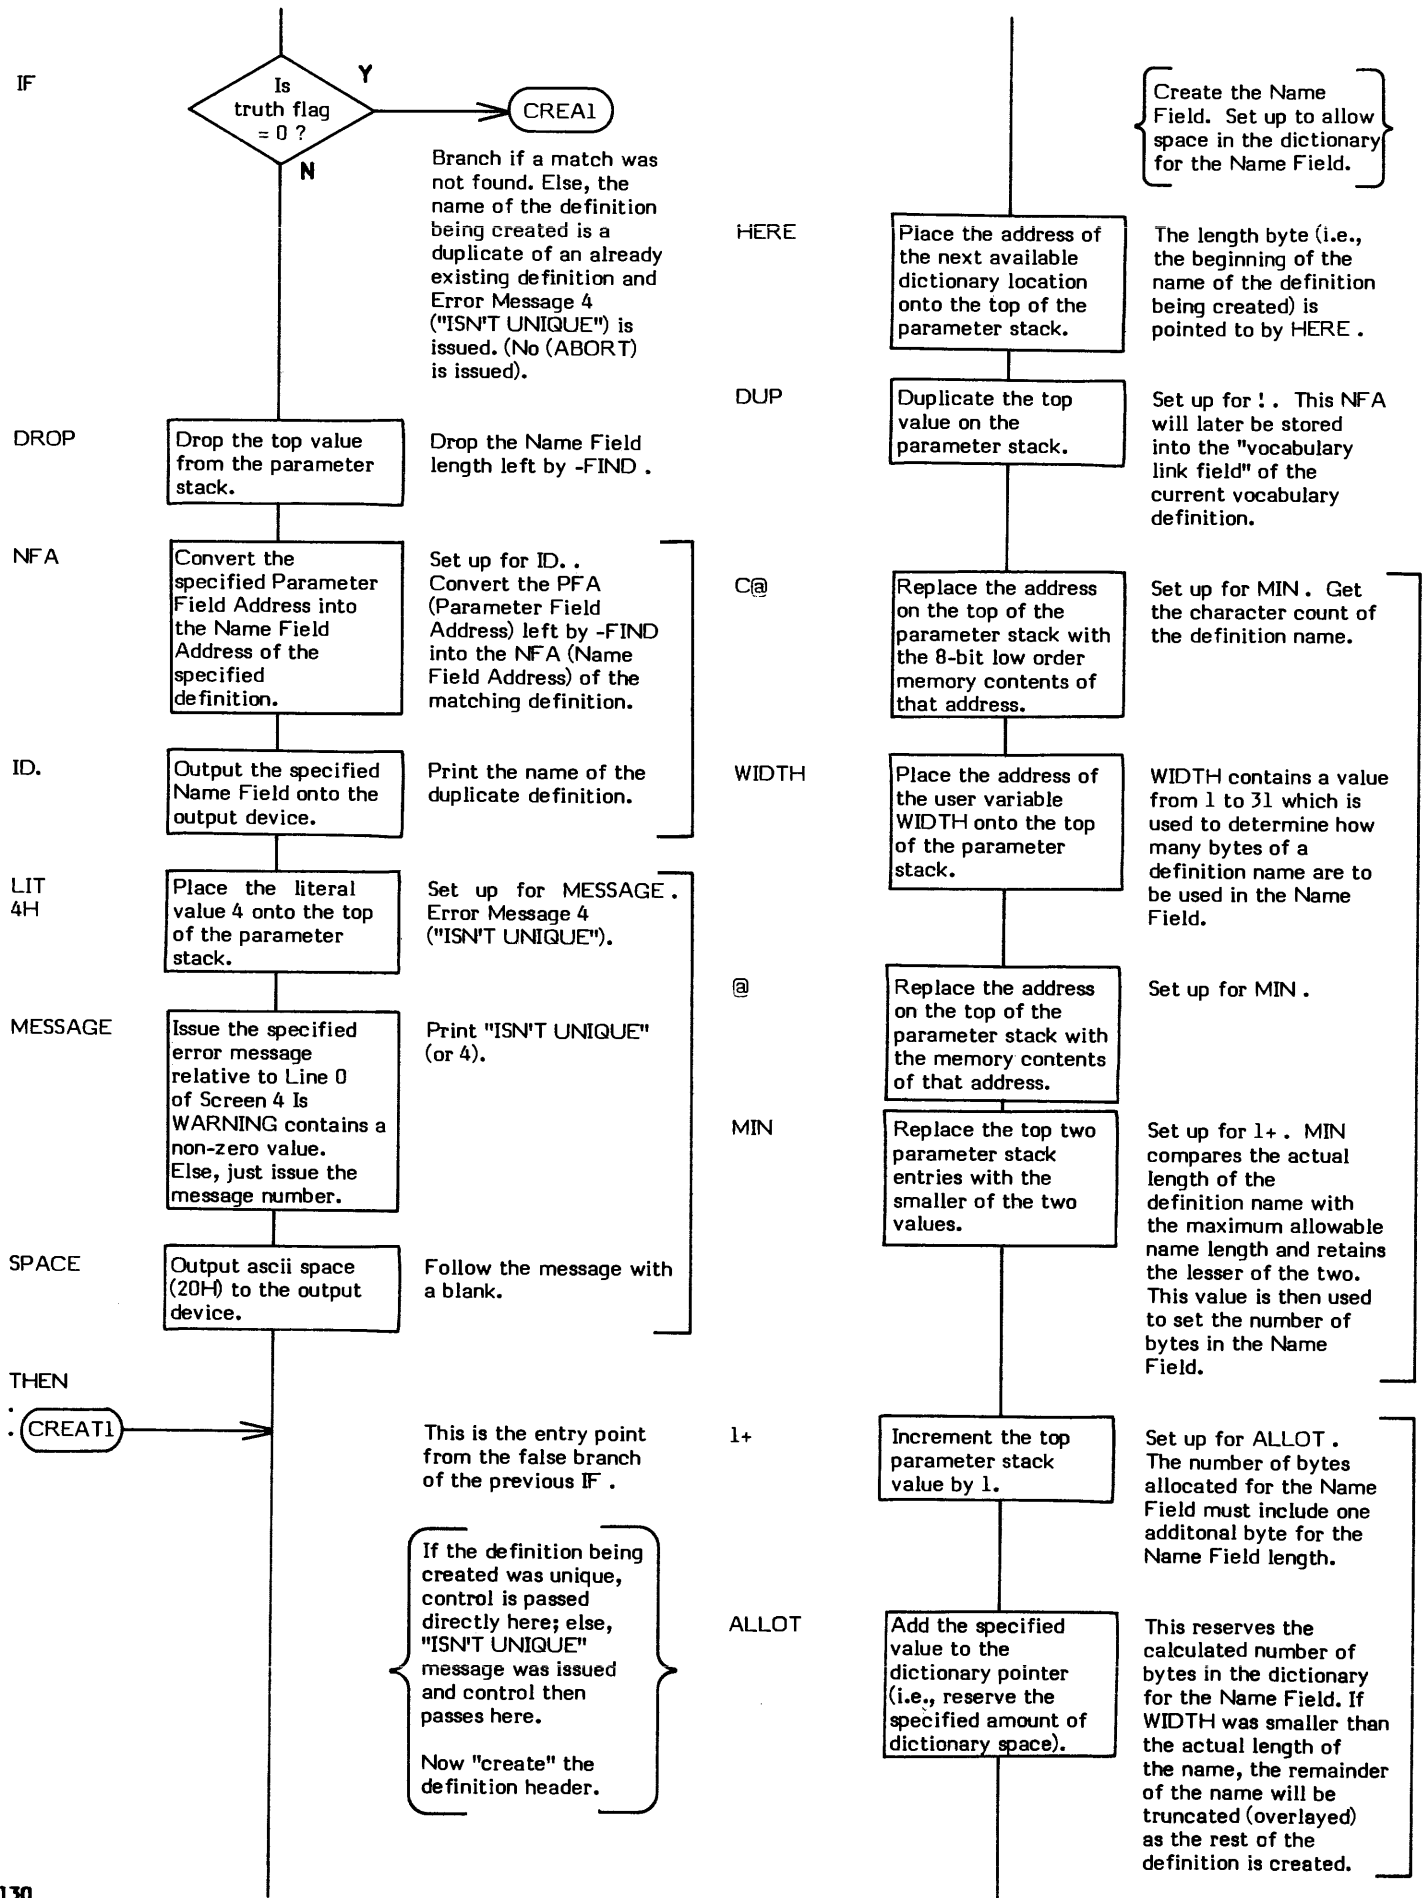 IF
Is
truth flag
= 0 ?
Y
N
CREA1
Branch if a match was
not found. Else, the
name of the definition
being created is a
duplicate of an already
existing definition and
Error Message 4
("ISN'T UNIQUE") is
issued. (No (ABORT)
is issued).
DROP
Drop the top value
from the parameter
stack.
Drop the Name Field
length left by -FIND .
NFA
Convert the
specified Parameter
Field Address into
the Name Field
Address of the
specified
definition.
Set up for ID. .
Convert the PFA
(Parameter Field
Address) left by -FIND
into the NFA (Name
Field Address) of the
matching definition.
ID.
Output the specified
Name Field onto the
output device.
Print the name of the
duplicate definition.
LIT
4H
Place the literal
value 4 onto the top
of the parameter
stack.
Set up for MESSAGE .
Error Message 4
("ISN'T UNIQUE").
MESSAGE
Issue the specified
error message
relative to Line 0
of Screen 4 Is
WARNING contains a
non-zero value.
Else, just issue the
message number.
Print "ISN'T UNIQUE"
(or 4).
SPACE
Output ascii space
(20H) to the output
device.
Follow the message with
a blank.
THEN
:
CREAT1
This is the entry point
from the false branch
of the previous IF .
If the definition being
created was unique,
control is passed
directly here; else,
"ISN'T UNIQUE"
message was issued
and control then
passes here.
Now "create" the
definition header.
130
Create the Name
Field. Set up to allow
space in the dictionary
for the Name Field.
HERE
Place the address of
the next available
dictionary location
onto the top of the
parameter stack.
The length byte (i.e.,
the beginning of the
name of the definition
being created) is
pointed to by HERE .
DUP
Duplicate the top
value on the
parameter stack.
Set up for ! . This NFA
will later be stored
into the "vocabulary
link field" of the
current vocabulary
definition.
C@
Replace the address
on the top of the
parameter stack with
the 8-bit low order
memory contents of
that address.
Set up for MIN . Get
the character count of
the definition name.
WIDTH
Place the address of
the user variable
WIDTH onto the top
of the parameter
stack.
WIDTH contains a value
from 1 to 31 which is
used to determine how
many bytes of a
definition name are to
be used in the Name
Field.
@
Replace the address
on the top of the
parameter stack with
the memory contents
of that address.
Set up for MIN .
MIN
Replace the top two
parameter stack
entries with the
smaller of the two
values.
Set up for 1+ . MIN
compares the actual
length of the
definition name with
the maximum allowable
name length and retains
the lesser of the two.
This value is then used
to set the number of
bytes in the Name
Field.
1+
Increment the top
parameter stack
value by 1.
Set up for ALLOT .
The number of bytes
allocated for the Name
Field must include one
additonal byte for the
Name Field length.
ALLOT
Add the specified
value to the
dictionary pointer
(i.e., reserve the
specified amount of
dictionary space).
This reserves the
calculated number of
bytes in the dictionary
for the Name Field. If
WIDTH was smaller than
the actual length of
the name, the remainder
of the name will be
truncated (overlayed)
as the rest of the
definition is created.